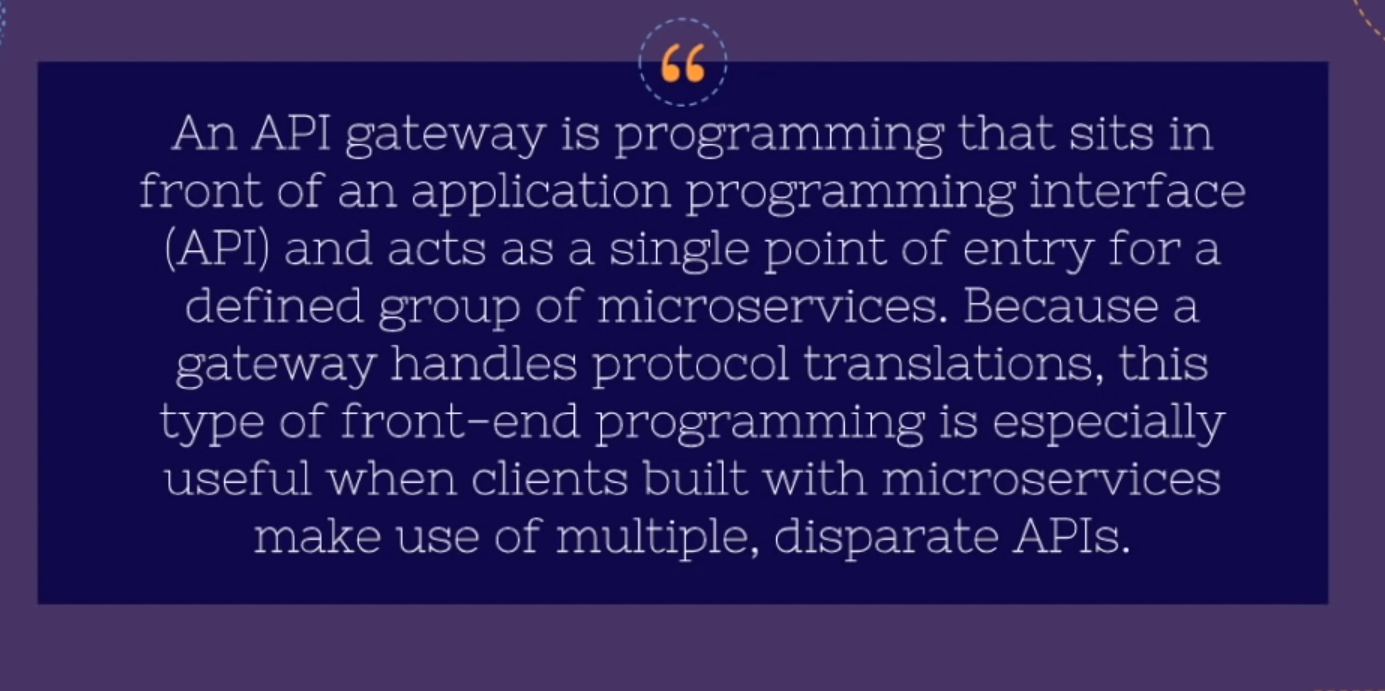 “
An API gateway is programming that sits in
front of an application programming interface
(API) and acts as a single point of entry for a
defined group of microservices. Because a
gateway handles protocol translations, this
type of front-end programming is especially
useful when clients built with microservices
make use of multiple, disparate APIs.